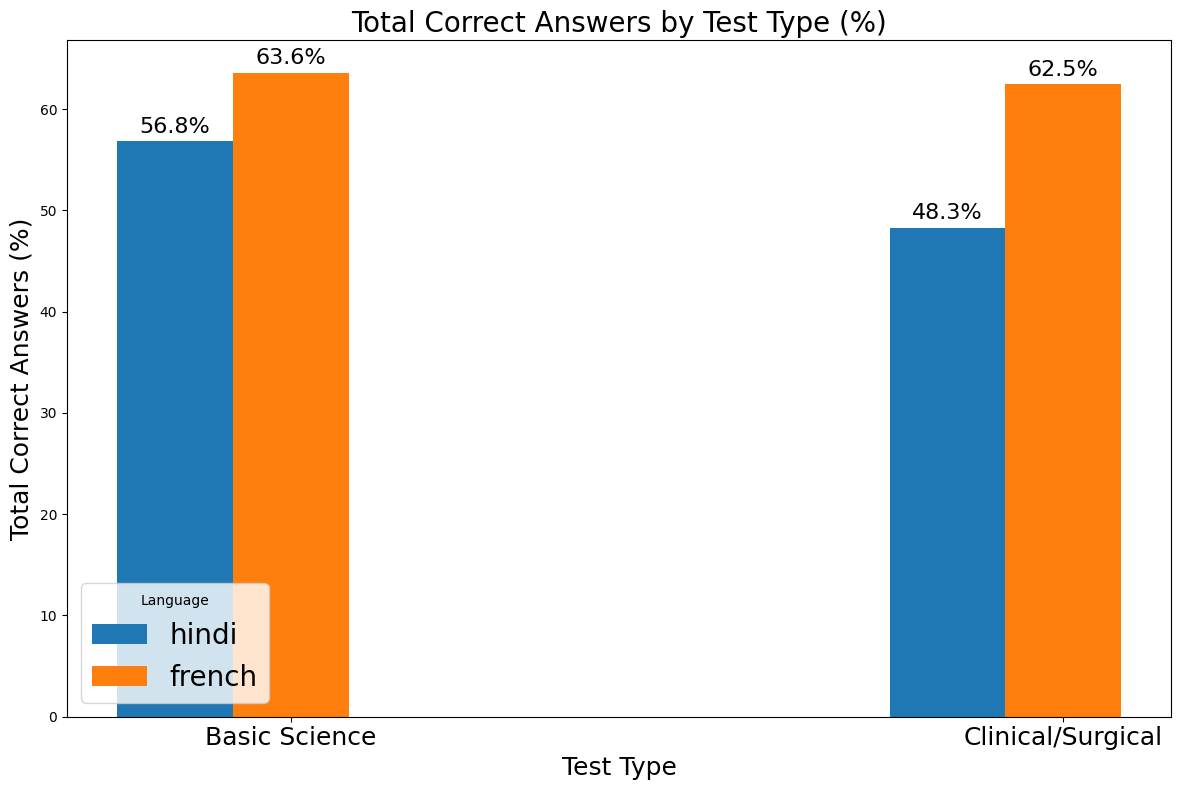 Total Correct Answers by Test Type (%)
63.6%
62.5%
56.8%
48.3%
60
50
40
30
20
10
0
Total Correct Answers (%)
Language
hindi
french
Basic Science
Clinical/Surgical
Test Type